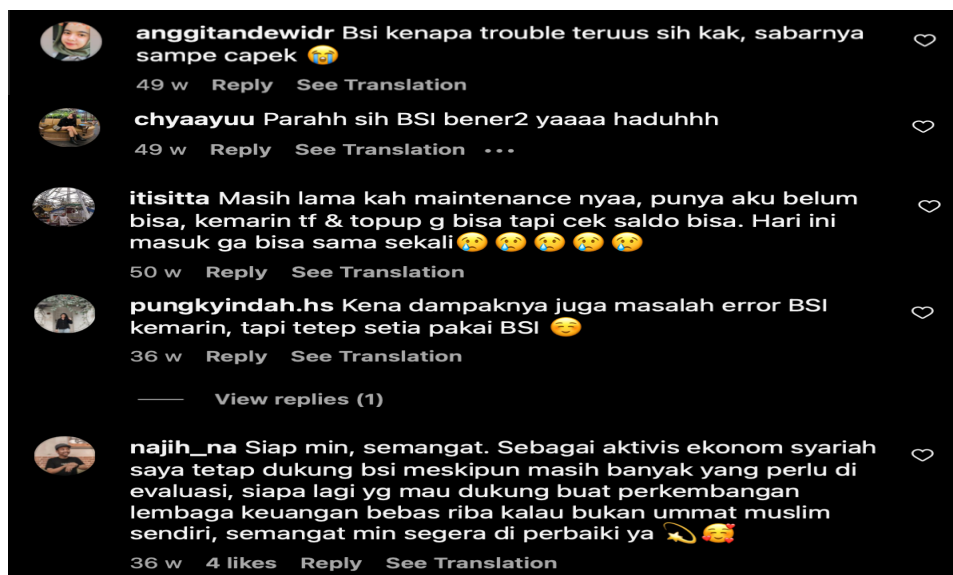 anggitandewidr Bsi kenapa trouble teruus sih kak, sabarnya
sampe capek 😭
49 w Reply See Translation
chyaayuu Parahh sih BSI bener2 yaaaa haduhhh
49 w Reply See Translation •••
itisitta Masih lama kah maintenance nyaa, punya aku belum
bisa, kemarin tf & topup g bisa tapi cek saldo bisa. Hari ini
masuk ga bisa sama sekali😢 😢 😢 😢 😢
50 w Reply See Translation
pungkyindah.hs Kena dampaknya juga masalah error BSI
kemarin, tapi tetep setia pakai BSI ☺️
36 w Reply See Translation
View replies (1)
najih__na Siap min, semangat. Sebagai aktivis ekonom syariah
saya tetap dukung bsi meskipun masih banyak yang perlu di
evaluasi, siapa lagi yg mau dukung buat perkembangan
lembaga keuangan bebas riba kalau bukan ummat muslim
sendiri, semangat min segera di perbaiki ya 💫 🥰
36 w 4 likes Reply See Translation